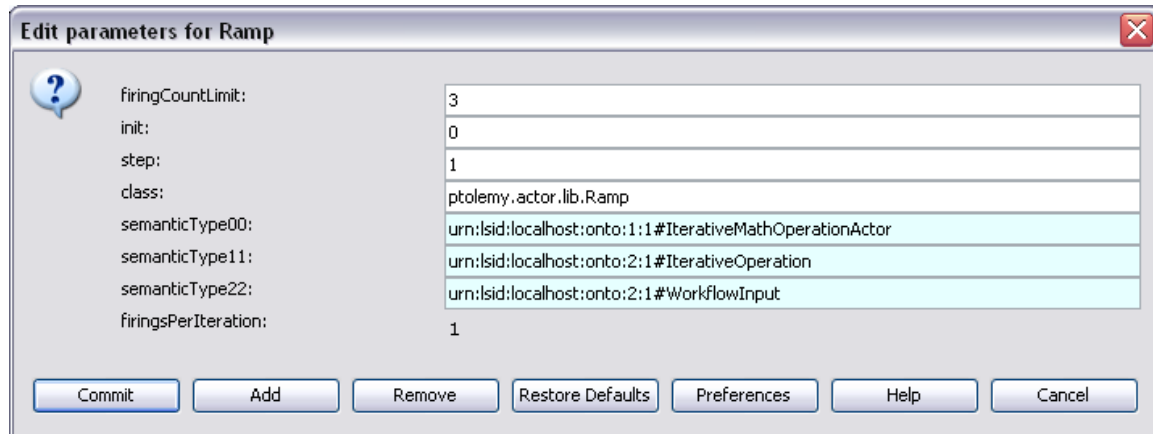 Edit parameters for Ramp
firingCountLimit: 3
init: 0
step: 1
class: ptolemy.actor.lib.Ramp
semanticType00: urn:lsid:localhost:onto:1:1#IterativeMathOperationActor
semanticType11: urn:lsid:localhost:onto:2:1#IterativeOperation
semanticType22: urn:lsid:localhost:onto:2:1#WorkflowInput
firingsPerIteration: 1
Commit Add Remove Restore Defaults Preferences Help Cancel